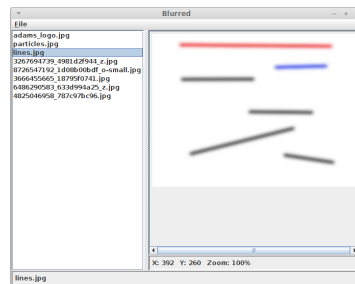 Blurred
File
adams_logo.jpg
particles.jpg
lines.jpg
3267694739_4981d2f944_z.jpg
8726547192_1d08b00bdf_o-small.jpg
3666455665_18795f0741.jpg
6486290583_633d994a25_z.jpg
4825046958_787c97bc96.jpg
X: 392 Y: 260 Zoom: 100%
lines.jpg